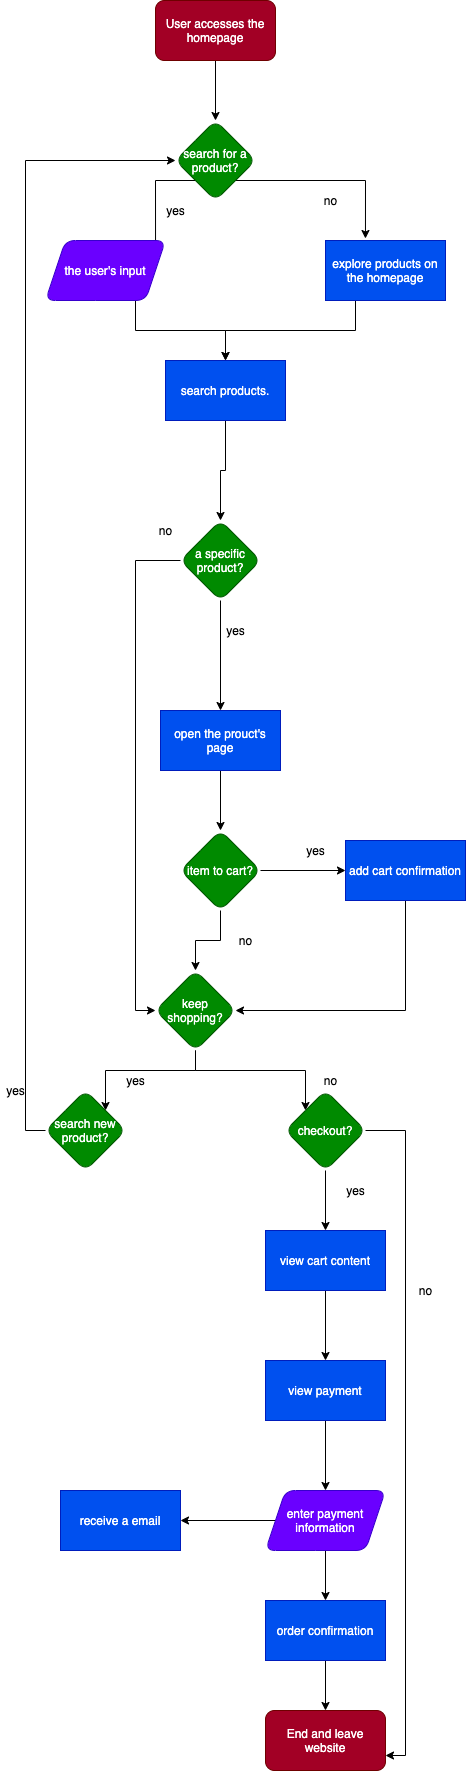 User accesses the
homepage
search for a
product?
yes
no
the user's input
explore products on
the homepage
search products.
no
a specific
product?
yes
open the prouct's
page
item to cart?
yes
add cart confirmation
no
keep
shopping?
yes
no
yes
search new
product?
checkout?
yes
view cart content
no
view payment
receive a email
enter payment
information
order confirmation
End and leave
website